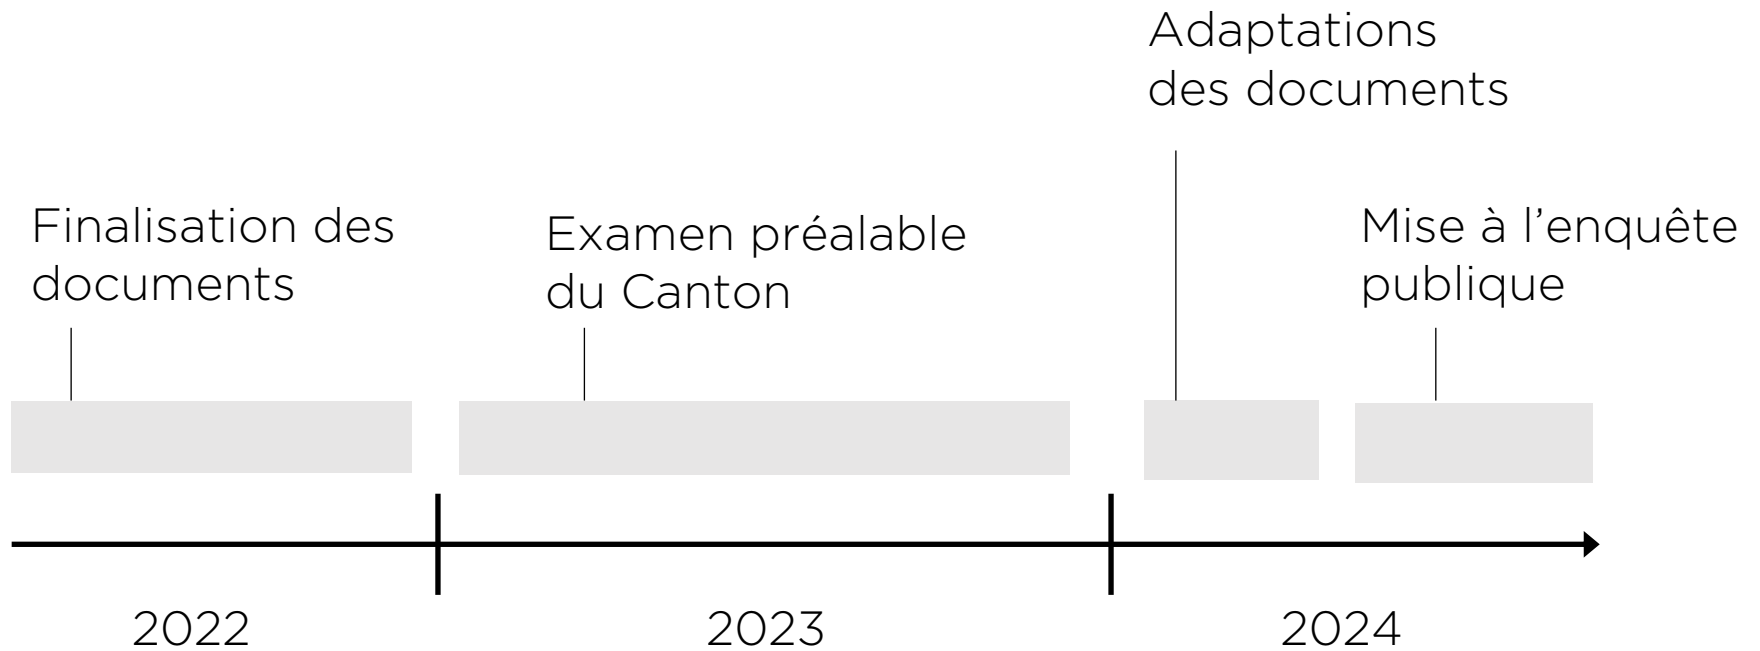 Adaptations
des documents
Finalisation des
documents
Examen préalable
du Canton
Mise à l’enquête
publique
2022
2023
2024